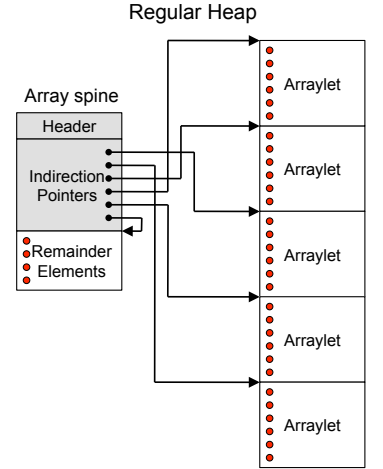 Regular Heap
Array spine
Header
Indirection
Pointers
Remainder
Elements
Arraylet
Arraylet
Arraylet
Arraylet
Arraylet